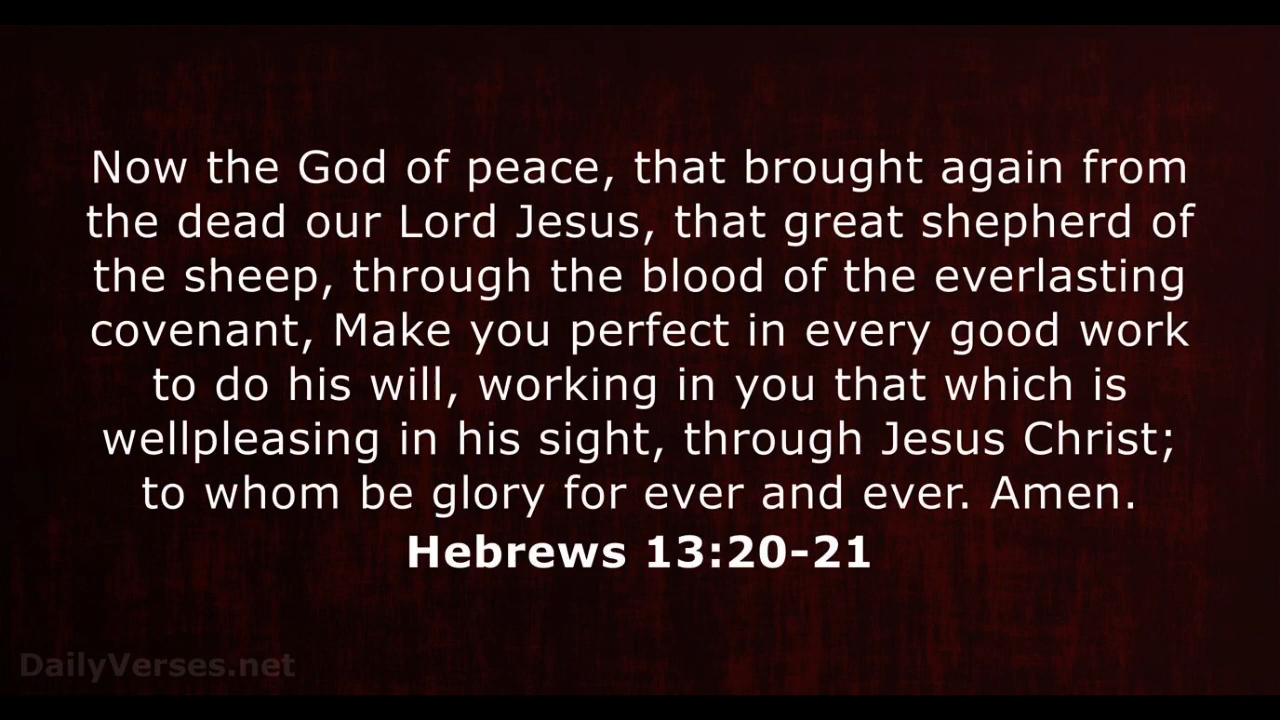 Now the God of peace, that brought again from
the dead our Lord Jesus, that great shepherd of
the sheep, through the blood of the everlasting
covenant, Make you perfect in every good work
to do his will, working in you that which is
wellpleasing in his sight, through Jesus Christ;
to whom be glory for ever and ever. Amen.
Hebrews 13:20-21
DailyVerses.net